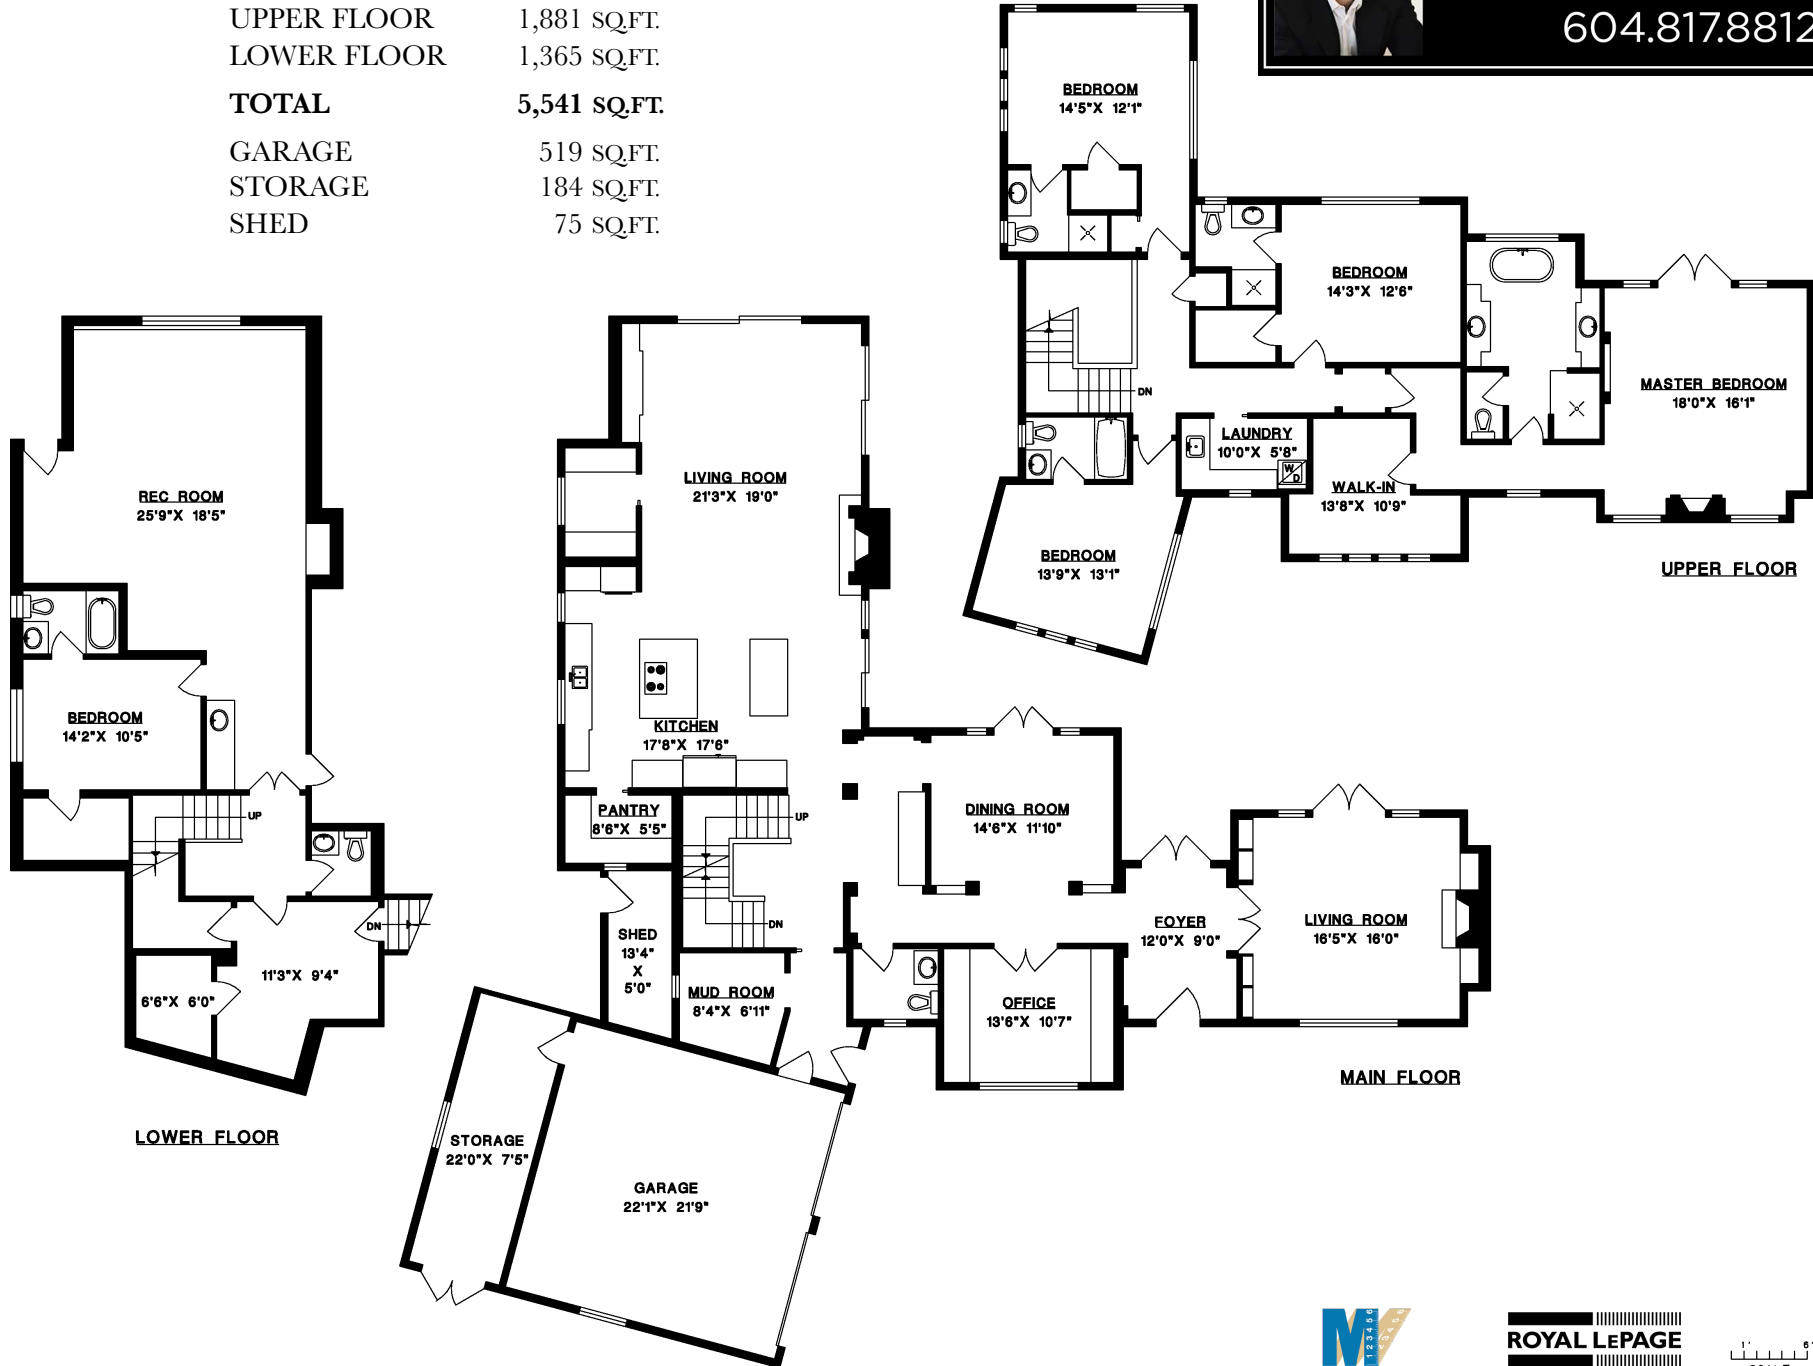 UPPER FLOOR 1,881 SQ.FT.
LOWER FLOOR 1,365 SQ.FT.
TOTAL 5,541 SQ.FT.
GARAGE 519 SQ.FT.
STORAGE 184 SQ.FT.
SHED 75 SQ.FT.
604.817.8812
BEDROOM
14'5"X 12'1"
BEDROOM
14'3"X 12'6"
MASTER BEDROOM
18'0"X 16'1"
DN
LAUNDRY
10'0"X 5'8"
W
D
WALK-IN
13'8"X 10'9"
BEDROOM
13'9"X 13'1"
UPPER FLOOR
REC ROOM
25'9"X 18'5"
BEDROOM
14'2"X 10'5"
UP
DN
11'3"X 9'4"
6'6"X 6'0"
LOWER FLOOR
LIVING ROOM
21'3"X 19'0"
KITCHEN
17'8"X 17'6"
PANTRY
8'6"X 5'5"
UP
DN
DINING ROOM
14'6"X 11'10"
FOYER
12'0"X 9'0"
LIVING ROOM
16'5"X 16'0"
SHED
13'4"
X
5'0"
MUD ROOM
8'4"X 6'11"
OFFICE
13'6"X 10'7"
MAIN FLOOR
STORAGE
22'0"X 7'5"
GARAGE
22'1"X 21'9"
M
1 2 3 4 5 6
ROYAL LEPAGE
1'